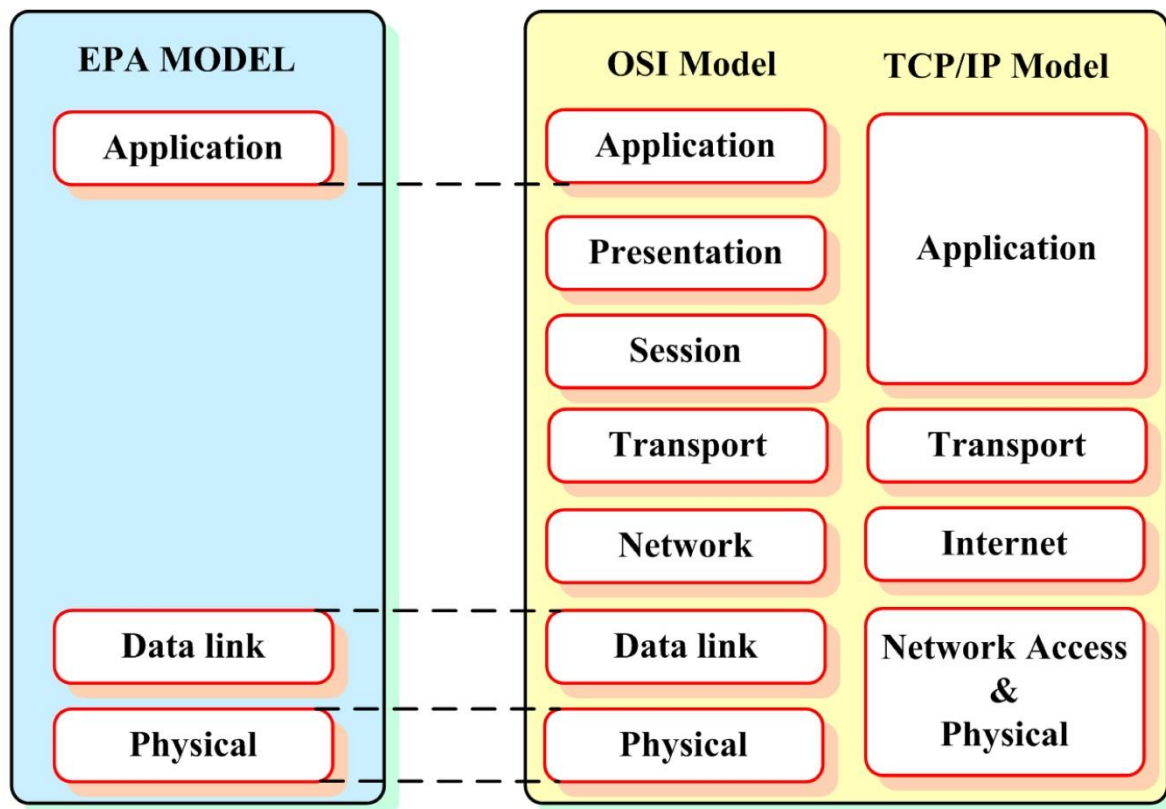 EPA MODEL
Application
Data link
Physical
OSI Model
Application
Presentation
Session
Transport
Network
Data link
Physical
TCP/IP Model
Application
Transport
Internet
Network Access
&
Physical